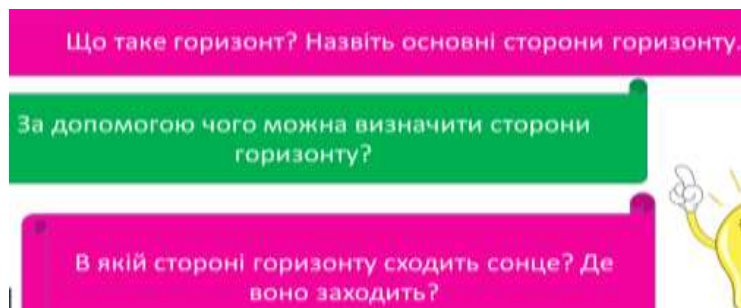 Що таке горизонт? Назвіть основні сторони горизонту.
За допомогою чого можна визначити сторони
горизонту?
В якій стороні горизонту сходить сонце? Де
воно заходить?